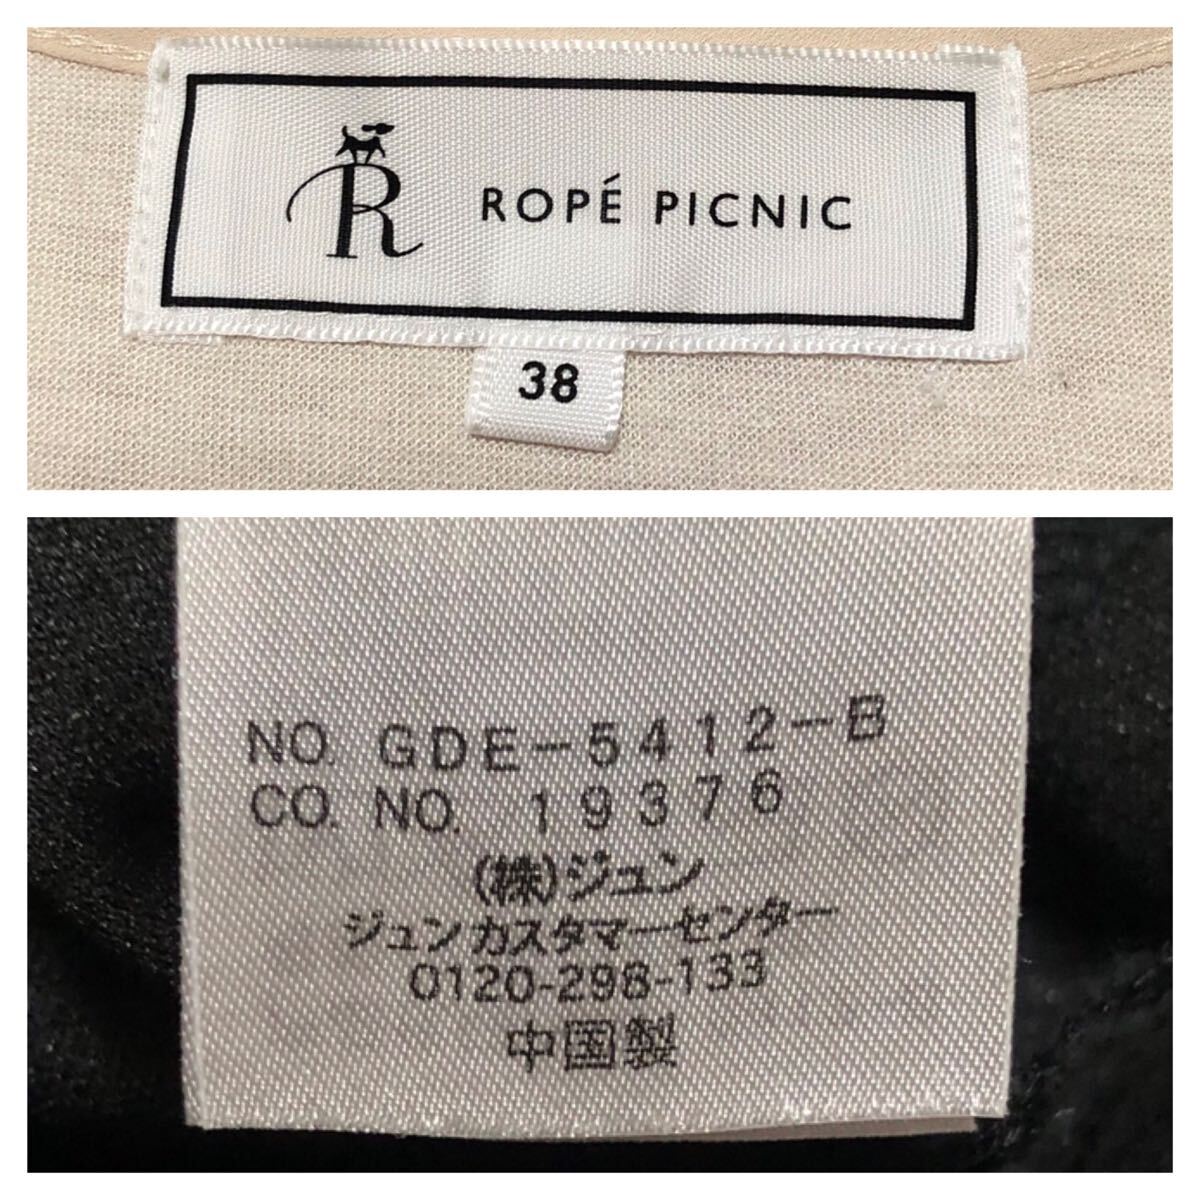 R ROPÉ PICNIC
38
NO. GDE-5412-B
CO. NO. 19376
(株)ジュン
ジュンカスタマーセンター
0120-298-133
中国製